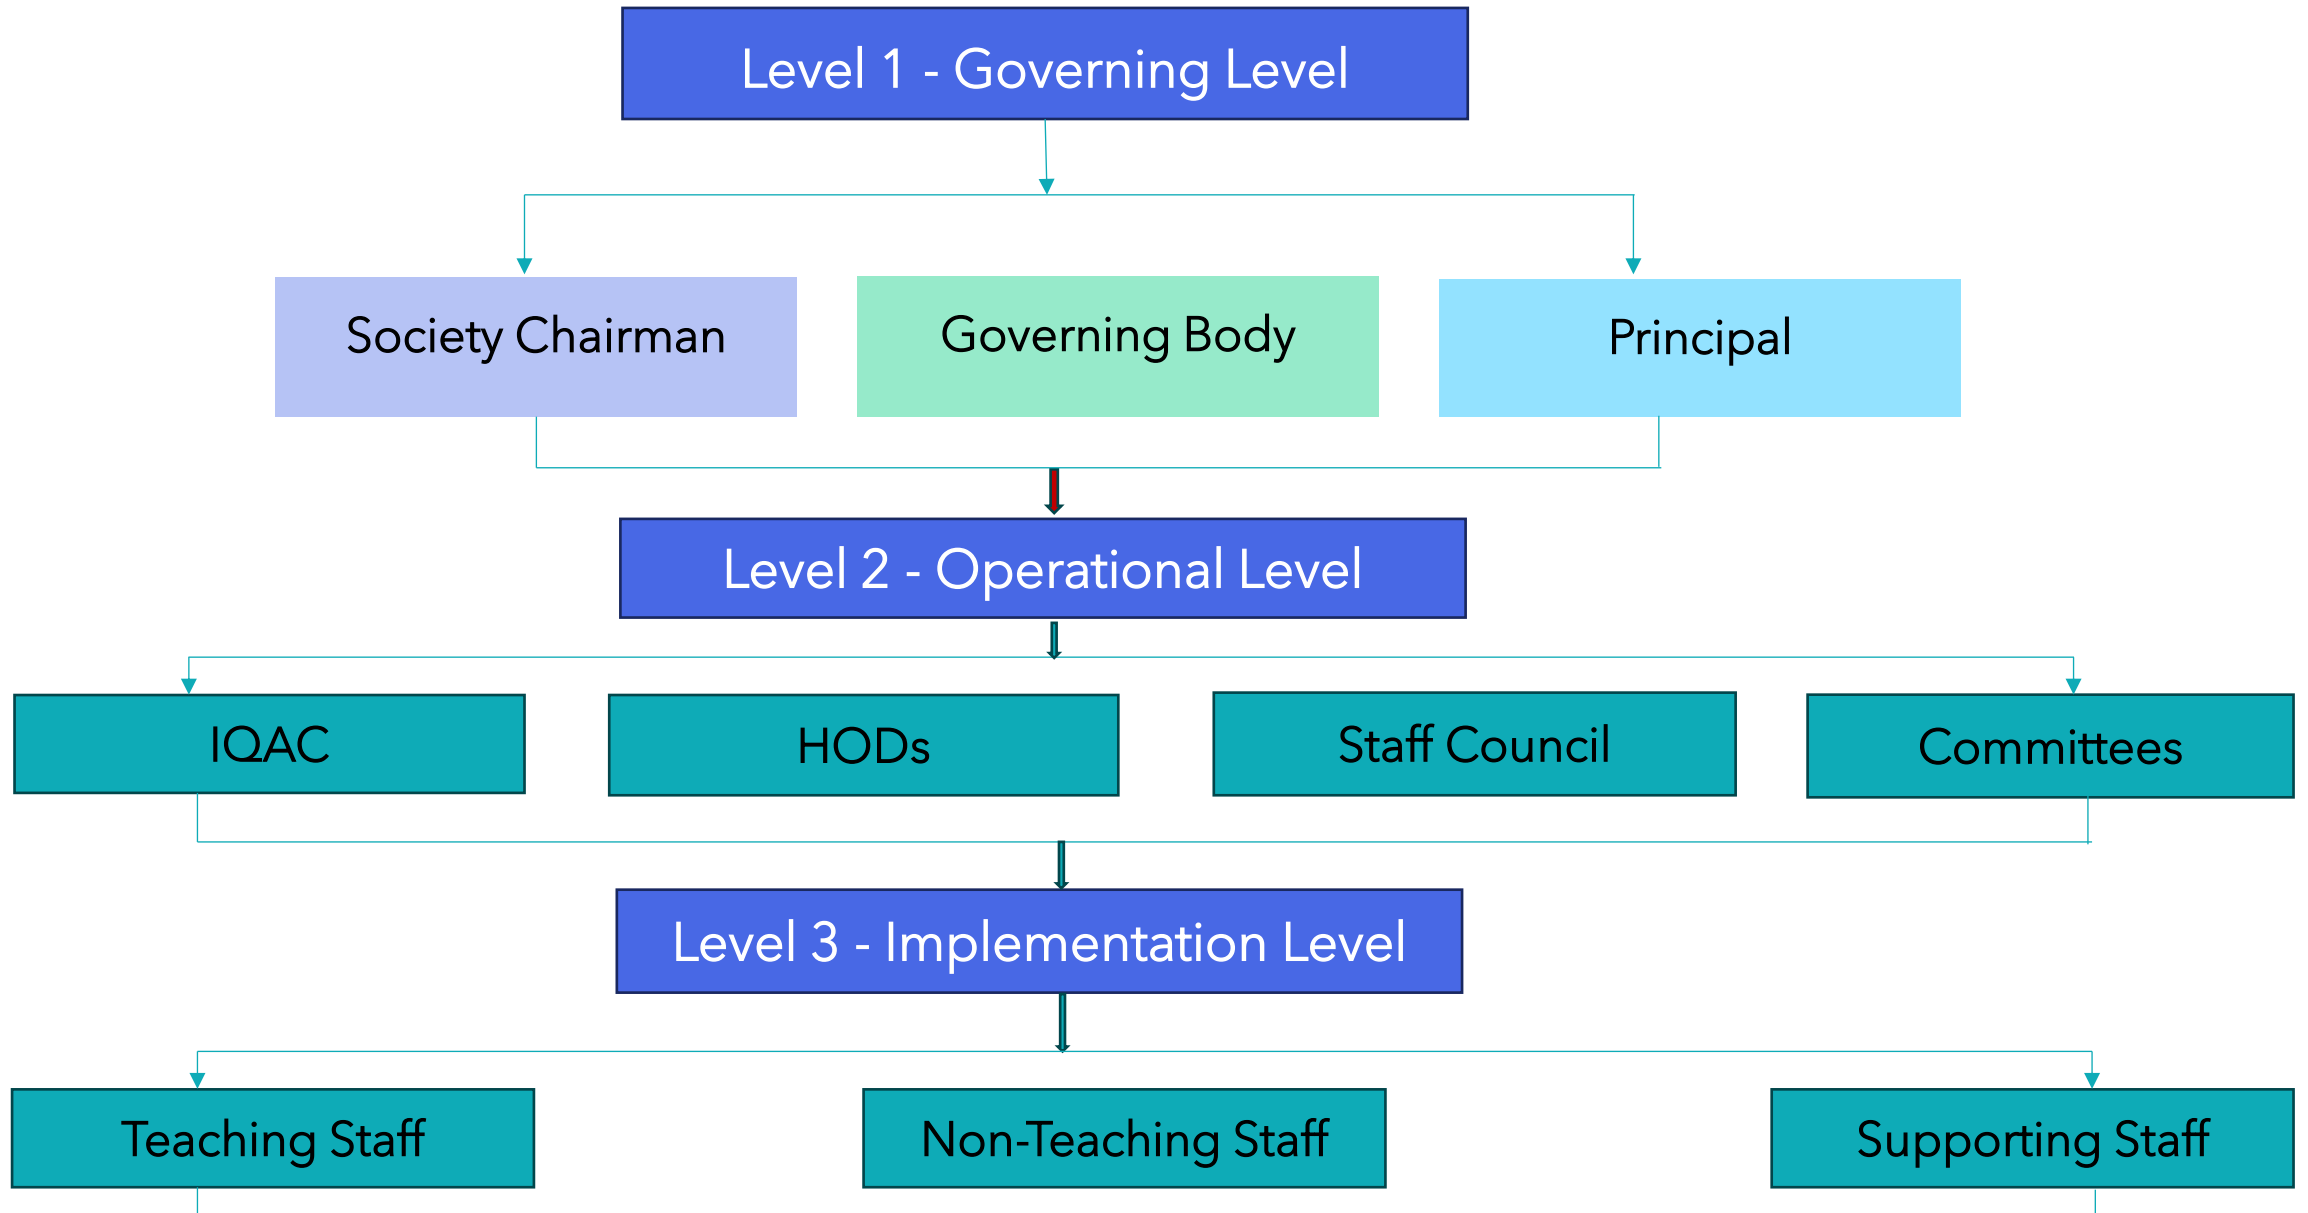 Level 1 - Governing Level
Society Chairman
Governing Body
Principal
Level 2 - Operational Level
IQAC
HODs
Staff Council
Committees
Level 3 - Implementation Level
Teaching Staff
Non-Teaching Staff
Supporting Staff